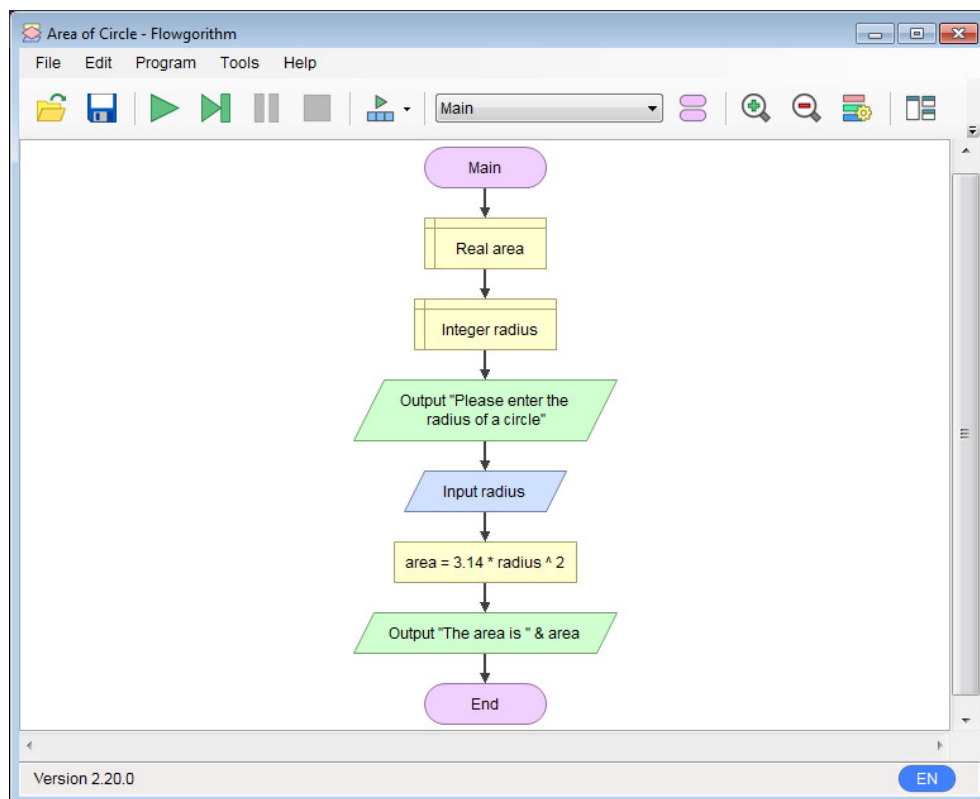 Area of Circle - Flowgorithm
File Edit Program Tools Help
Main
Main
Real area
Integer radius
Output "Please enter the
radius of a circle"
Input radius
area = 3.14 * radius ^ 2
Output "The area is " & area
End
Version 2.20.0
EN